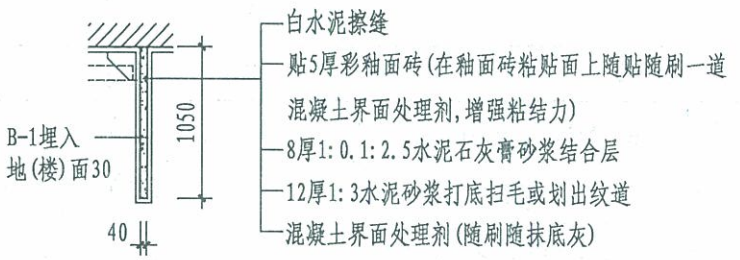 白水泥擦缝
贴5厚彩釉面砖(在釉面砖粘贴面上随贴随刷一道
混凝土界面处理剂,增强粘结力)
8厚1:0.1:2.5水泥石灰膏砂浆结合层
12厚1:3水泥砂浆打底扫毛或划出纹道
混凝土界面处理剂(随刷随抹底灰)
B-1埋入
地(楼)面30
1050
40